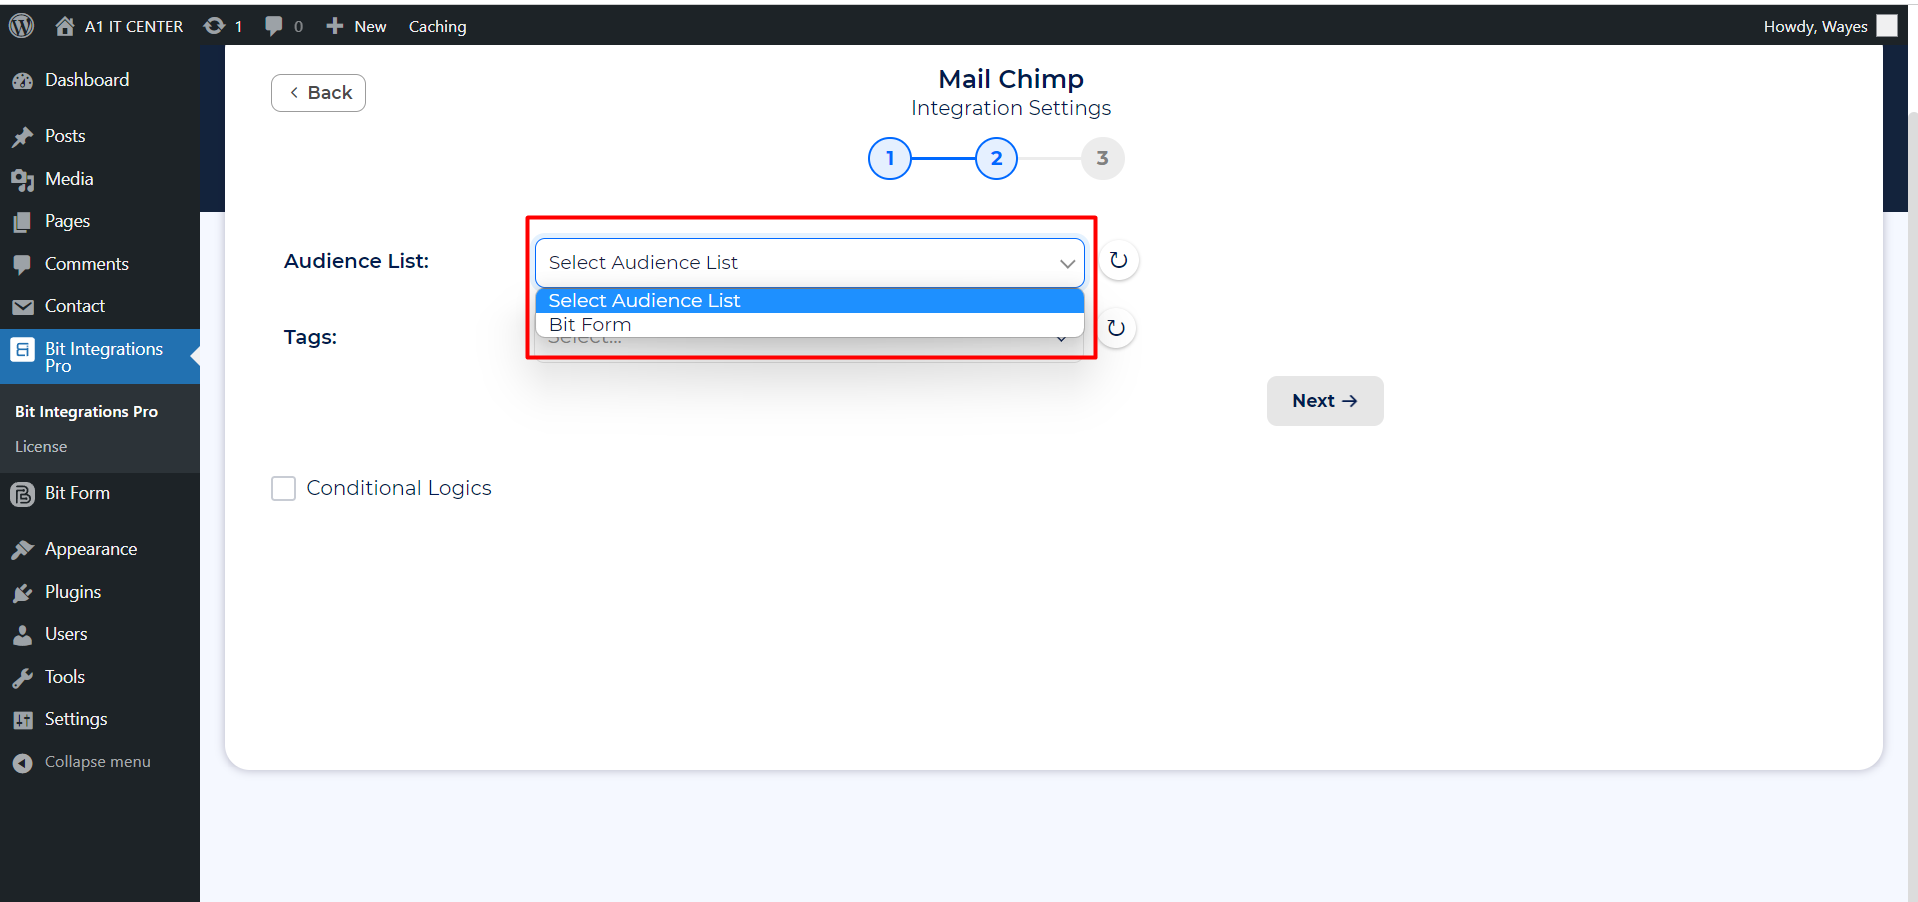 A1 IT CENTER 1 0 New Caching Howdy, Wayes
Dashboard
Posts
Media
Pages
Comments
Contact
Bit Integrations
Pro
Bit Integrations Pro
License
Bit Form
Appearance
Plugins
Users
Tools
Settings
Collapse menu
Back
Mail Chimp
Integration Settings
1 2 3
Audience List:
Select Audience List
Select Audience List
Bit Form
Tags:
Select...
Next →
Conditional Logics